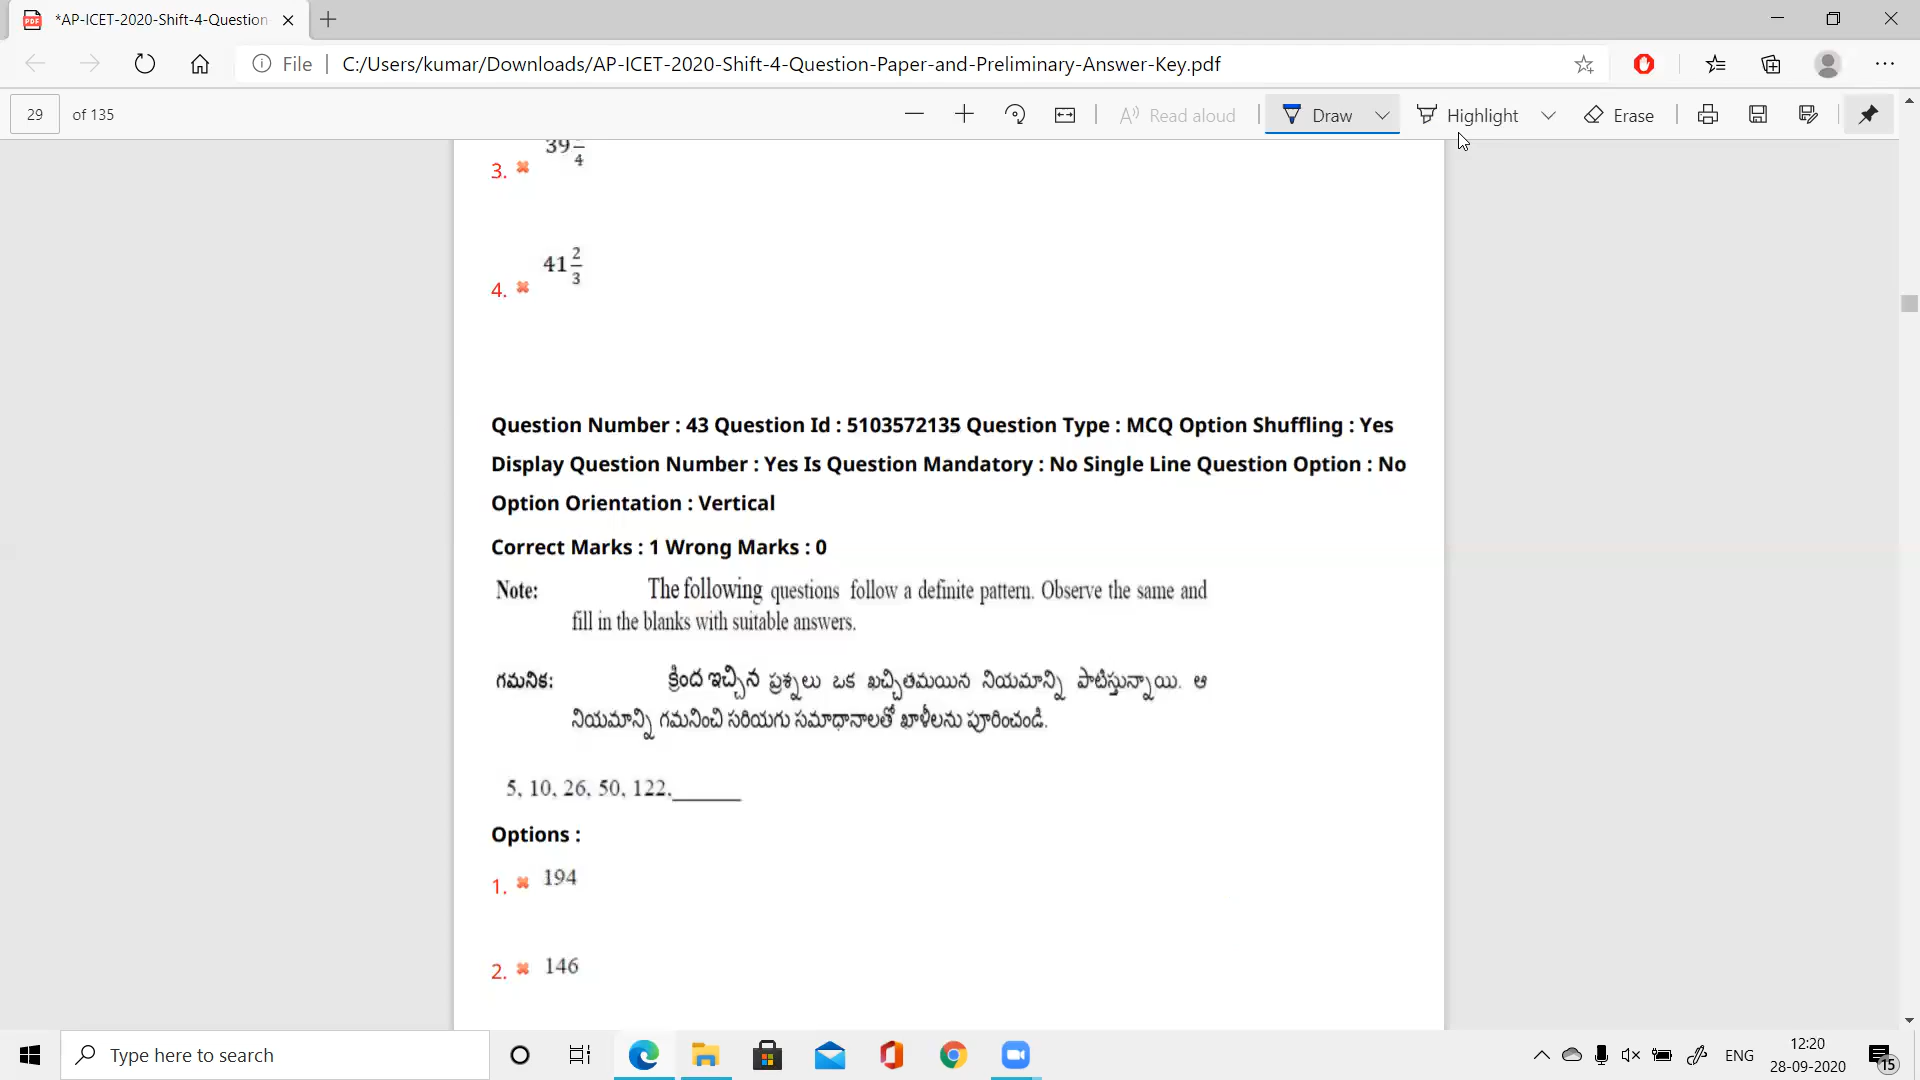 *AP-ICET-2020-Shift-4-Question
File
C:/Users/kumar/Downloads/AP-ICET-2020-Shift-4-Question-Paper-and-Preliminary-Answer-Key.pdf
29 of 135
Read aloud
Draw
Highlight
Erase
3.
39 4
4. 41 2/3
Question Number : 43 Question Id : 5103572135 Question Type : MCQ Option Shuffling : Yes
Display Question Number : Yes Is Question Mandatory : No Single Line Question Option : No
Option Orientation : Vertical
Correct Marks : 1 Wrong Marks : 0
Note: The following questions follow a definite pattern. Observe the same and
fill in the blanks with suitable answers.
గమనిక: క్రింద ఇచ్చిన ప్రశ్నలు ఒక ఖచ్చితమయిన నియమాన్ని పాటిస్తున్నాయి. ఆ
నియమాన్ని గమనించి సరియగు సమాధానాలతో ఖాళీలను పూరించండి.
5, 10, 26, 50, 122,______
Options :
1. 194
2. 146
Type here to search
ENG
12:20
28-09-2020
15